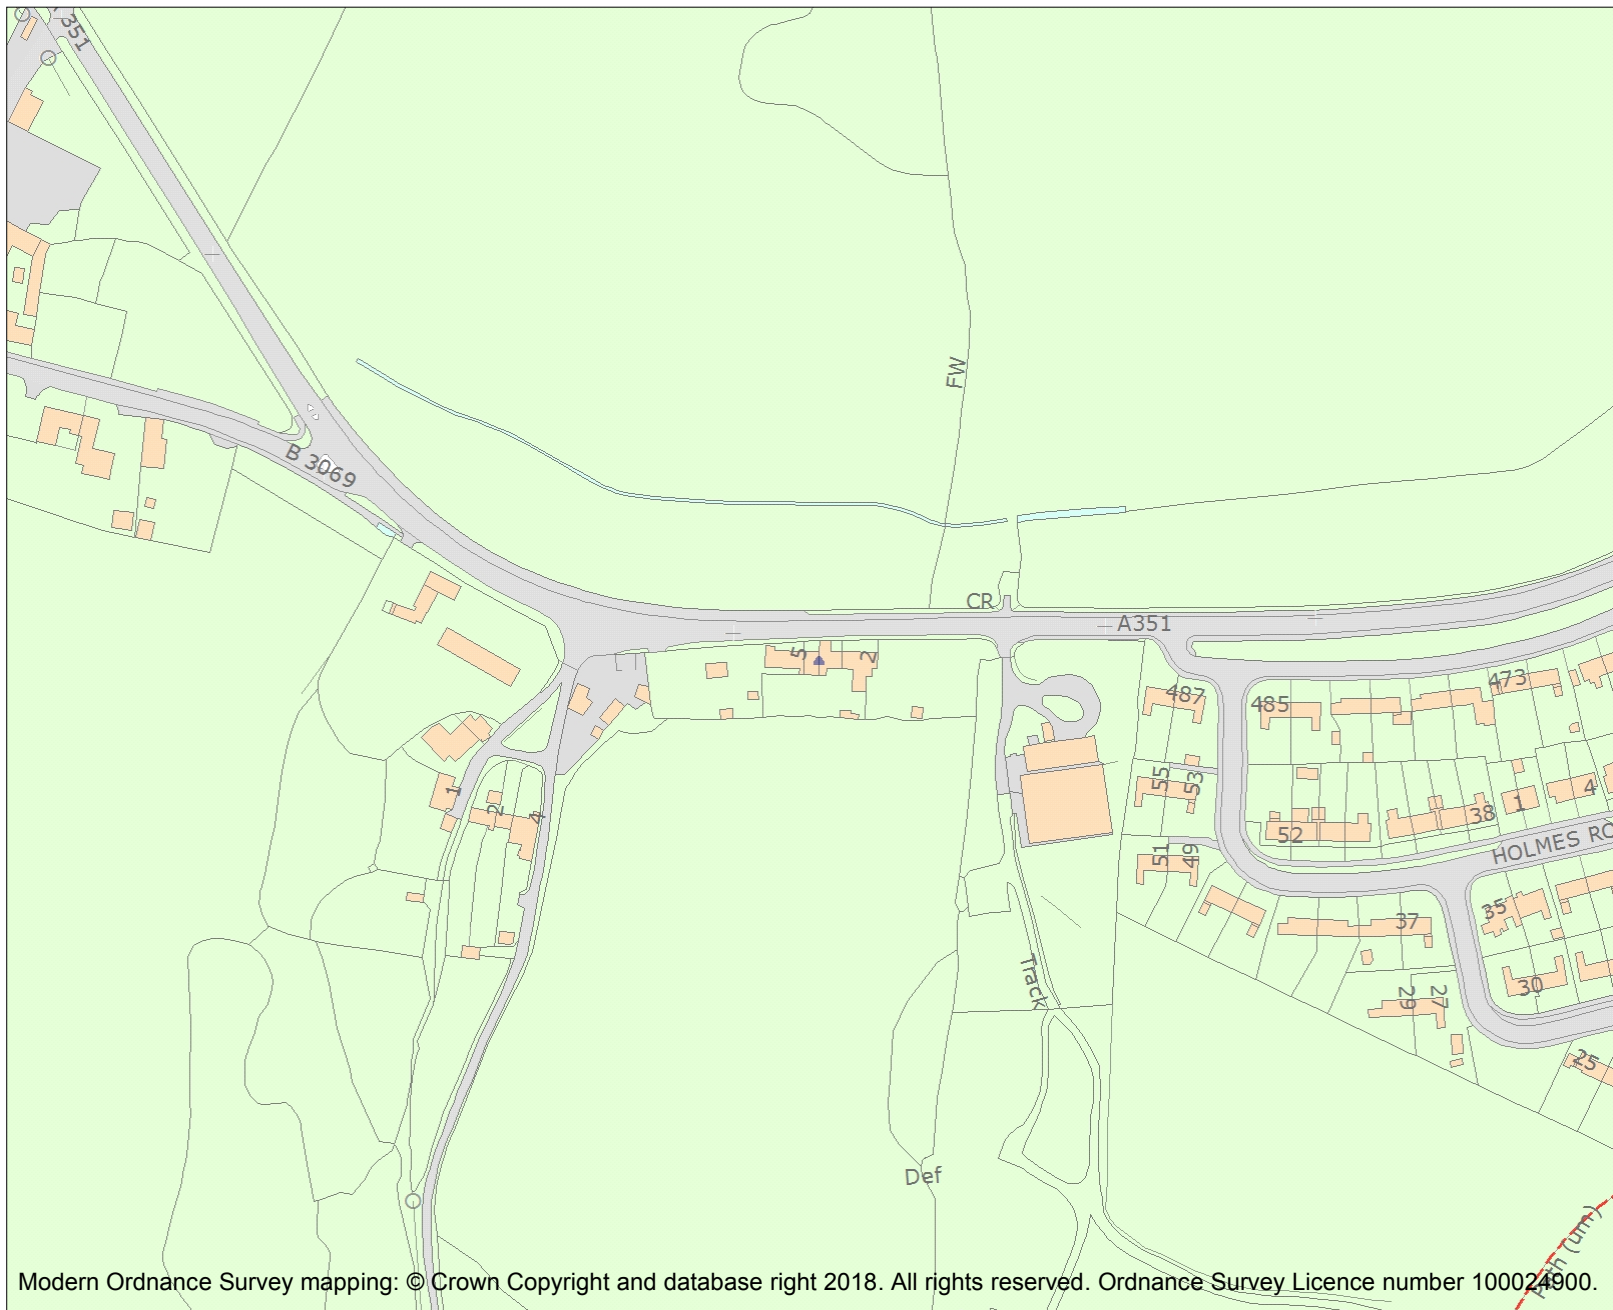 A 351
B 3069
FW
CR
A351
5
2
487
485
473
1
2
4
55
53
52
38
1
4
HOLMES RO
51
49
37
35
30
29
27
25
Track
Def
Path (um)
Modern Ordnance Survey mapping: © Crown Copyright and database right 2018. All rights reserved. Ordnance Survey Licence number 100024900.